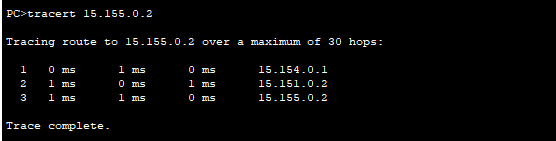 PC>tracert 15.155.0.2
Tracing route to 15.155.0.2 over a maximum of 30 hops:
1 0 ms 1 ms 0 ms 15.154.0.1
2 1 ms 0 ms 1 ms 15.151.0.2
3 1 ms 1 ms 0 ms 15.155.0.2
Trace complete.